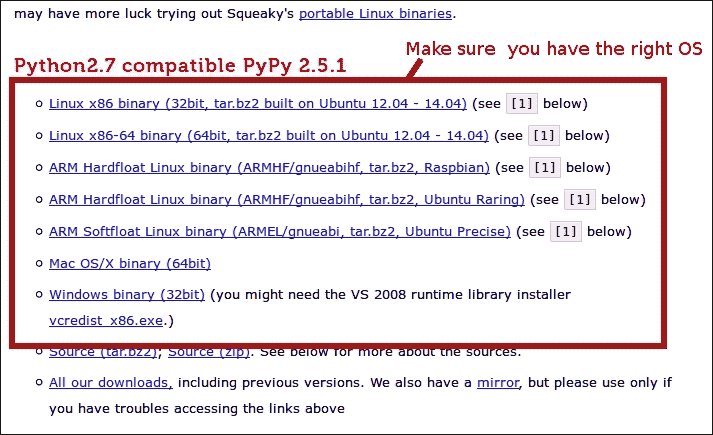 may have more luck trying out Squeaky's portable Linux binaries.
Make sure you have the right OS
Python2.7 compatible PyPy 2.5.1
Linux x86 binary (32bit, tar.bz2 built on Ubuntu 12.04 - 14.04) (see [1] below)
Linux x86-64 binary (64bit, tar.bz2 built on Ubuntu 12.04 - 14.04) (see [1] below)
ARM Hardfloat Linux binary (ARMHF/gnueabihf, tar.bz2, Raspbian) (see [1] below)
ARM Hardfloat Linux binary (ARMHF/gnueabihf, tar.bz2, Ubuntu Raring) (see [1] below)
ARM Softfloat Linux binary (ARMEL/gnueabi, tar.bz2, Ubuntu Precise) (see [1] below)
Mac OS/X binary (64bit)
Windows binary (32bit) (you might need the VS 2008 runtime library installer
vcredist_x86.exe.)
Source (tar.bz2); Source (zip). See below for more about the sources.
All our downloads, including previous versions. We also have a mirror, but please use only if
you have troubles accessing the links above